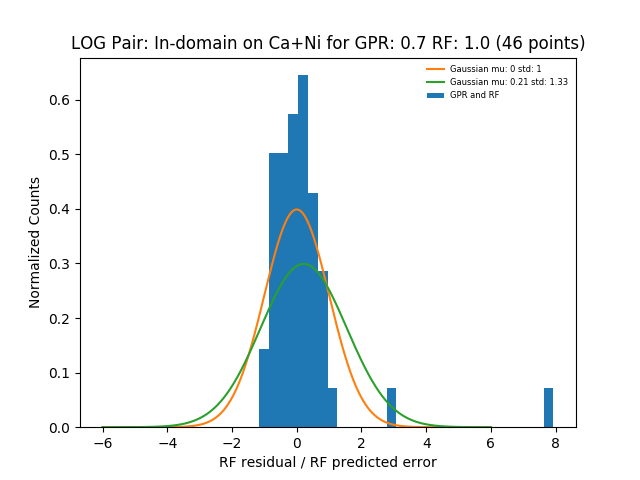 LOG Pair: In-domain on Ca+Ni for GPR: 0.7 RF: 1.0 (46 points)
Gaussian mu: 0 std: 1
Gaussian mu: 0.21 std: 1.33
GPR and RF
Normalized Counts
0.6
0.5
0.4
0.3
0.2
0.1
0.0
−6 −4 −2 0 2 4 6 8
RF residual / RF predicted error